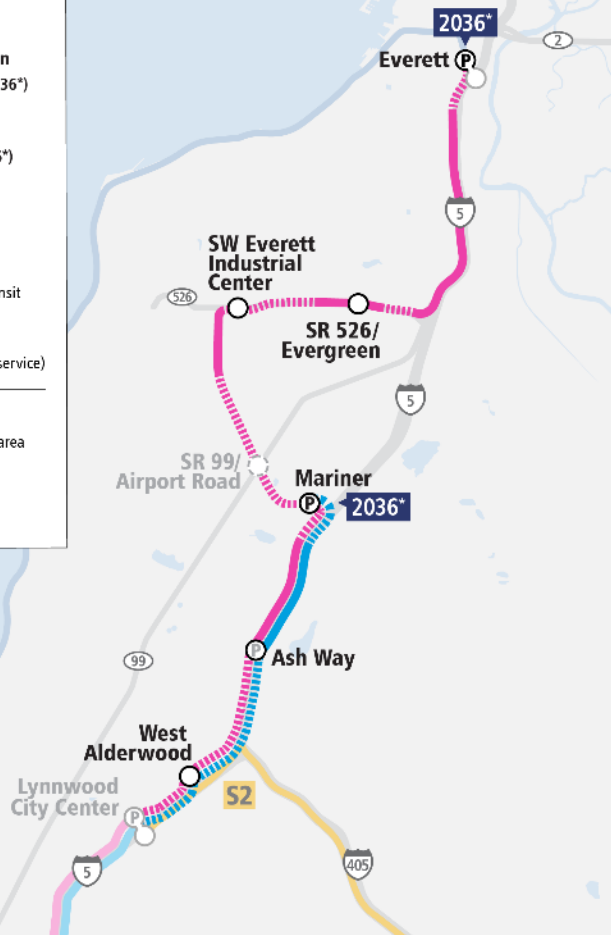 n
36*)
*)
nsit
service)
area
2036*
2
Everett P
5
SW Everett
Industrial
Center
526
SR 526/
Evergreen
5
SR 99/
Airport Road
Mariner
P
2036*
P
Ash Way
99
West
Alderwood
Lynnwood
City Center
P
S2
5
405